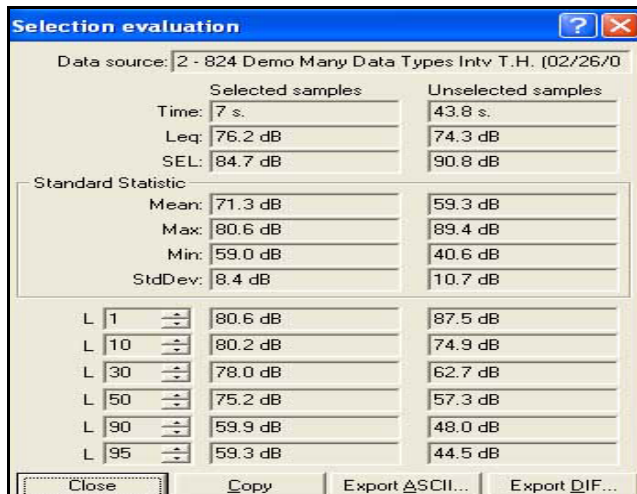 Selection evaluation
Data source: 2 - 824 Demo Many Data Types Intv T.H. (02/26/0
Selected samples Unselected samples
Time: 7 s. 43.8 s.
Leq: 76.2 dB 74.3 dB
SEL: 84.7 dB 90.8 dB
Standard Statistic
Mean: 71.3 dB 59.3 dB
Max: 80.6 dB 89.4 dB
Min: 59.0 dB 40.6 dB
StdDev: 8.4 dB 10.7 dB
L 1 80.6 dB 87.5 dB
L 10 80.2 dB 74.9 dB
L 30 78.0 dB 62.7 dB
L 50 75.2 dB 57.3 dB
L 90 59.9 dB 48.0 dB
L 95 59.3 dB 44.5 dB
Close Copy Export ASCII... Export DIF...